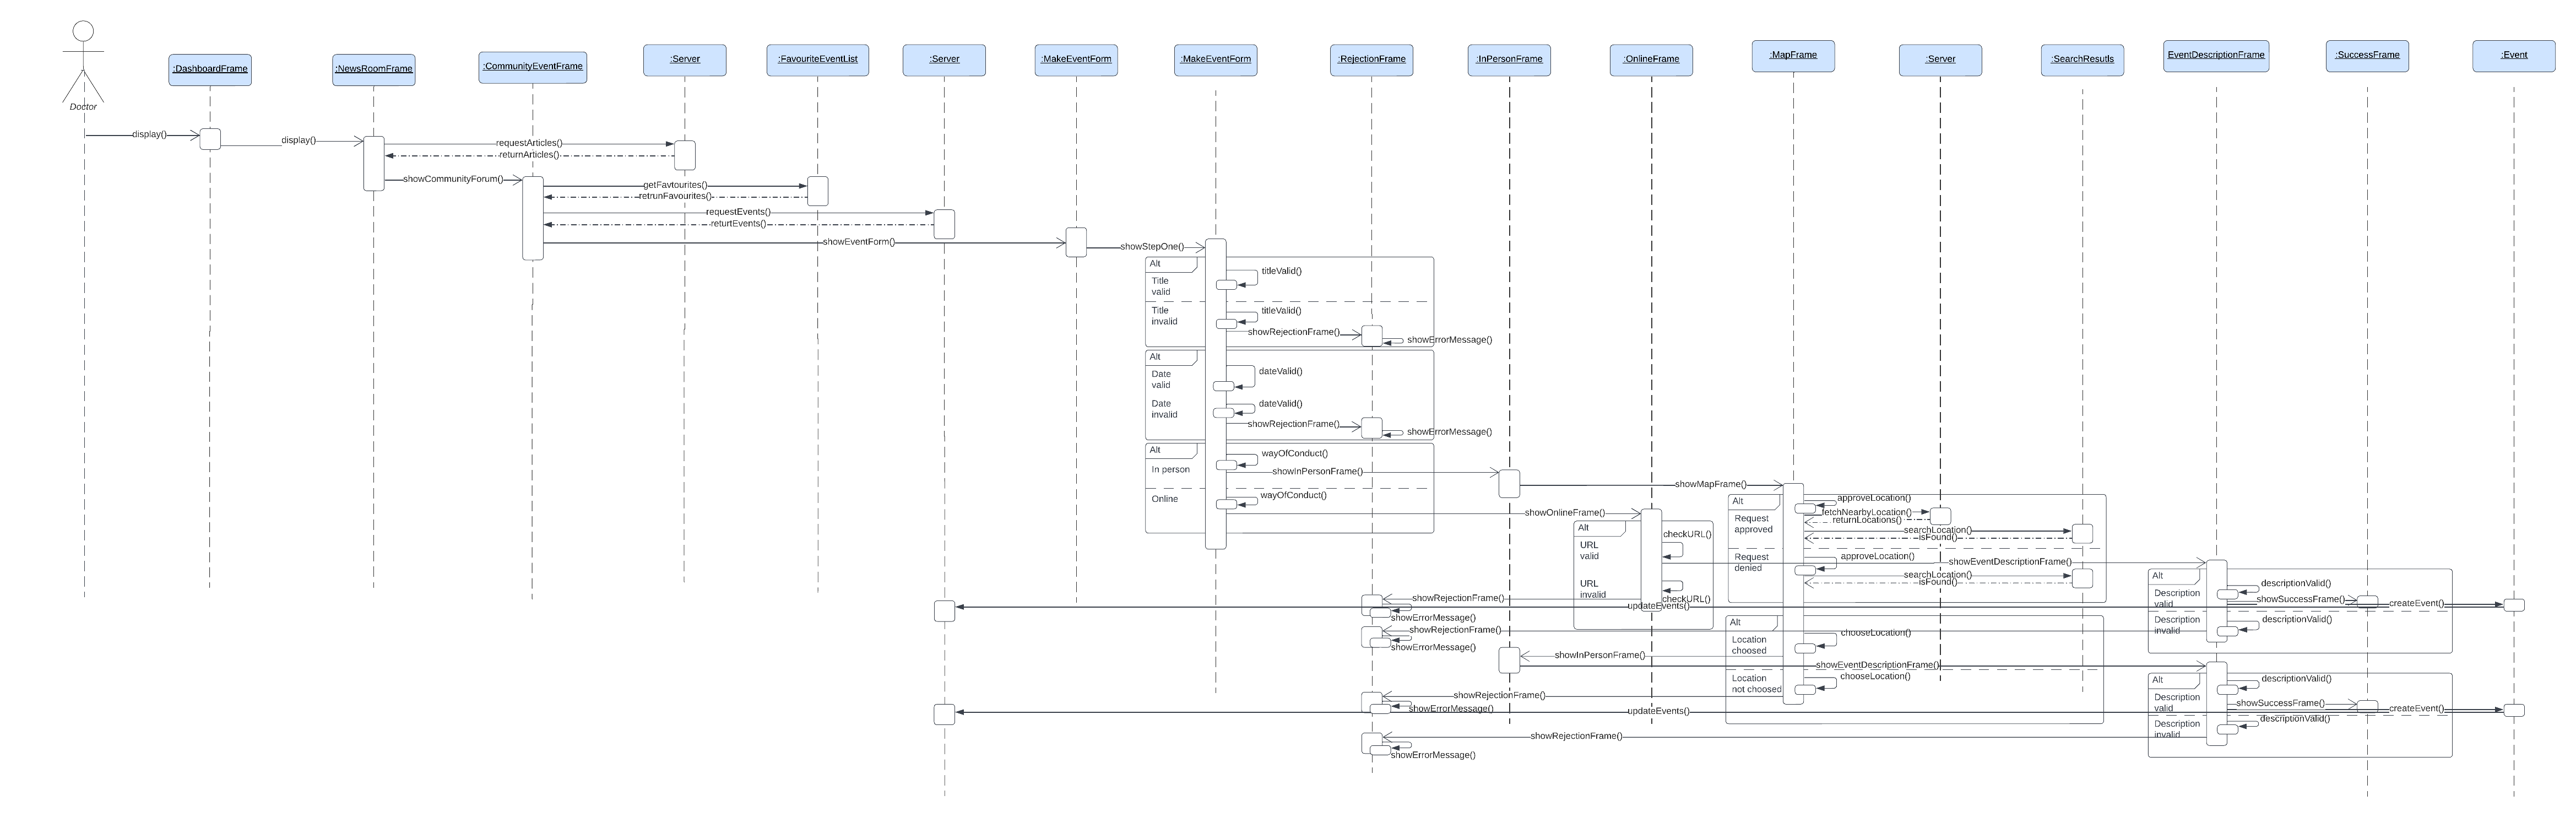 :DashboardFrame
:NewsRoomFrame
:CommunityEventFrame
:Server
:FavouriteEventList
:Server
:MakeEventForm
:MakeEventForm
:RejectionFrame
:InPersonFrame
:OnlineFrame
:MapFrame
:Server
:SearchResutls
EventDescriptionFrame
:SuccessFrame
:Event
Doctor
display()
display()
requestArticles()
returnArticles()
showCommunityForum()
getFavtourites()
retrunFavourites()
requestEvents()
returtEvents()
showEventForm()
showStepOne()
Alt
Title
valid
titleValid()
Title
invalid
titleValid()
showRejectionFrame()
showErrorMessage()
Alt
Date
valid
dateValid()
Date
invalid
dateValid()
showRejectionFrame()
showErrorMessage()
Alt
In person
wayOfConduct()
showInPersonFrame()
showMapFrame()
Online
wayOfConduct()
showOnlineFrame()
Alt
Request
approved
approveLocation()
fetchNearbyLocation()
returnLocations()
searchLocation()
isFound()
Request
denied
approveLocation()
searchLocation()
isFound()
Alt
URL
valid
checkURL()
showEventDescriptionFrame()
URL
invalid
checkURL()
showRejectionFrame()
showErrorMessage()
updateEvents()
Alt
Description
valid
descriptionValid()
showSuccessFrame()
createEvent()
Description
invalid
descriptionValid()
showRejectionFrame()
showErrorMessage()
Alt
Location
choosed
chooseLocation()
showInPersonFrame()
showEventDescriptionFrame()
Location
not choosed
chooseLocation()
showRejectionFrame()
showErrorMessage()
updateEvents()
Alt
Description
valid
descriptionValid()
showSuccessFrame()
createEvent()
Description
invalid
descriptionValid()
showRejectionFrame()
showErrorMessage()